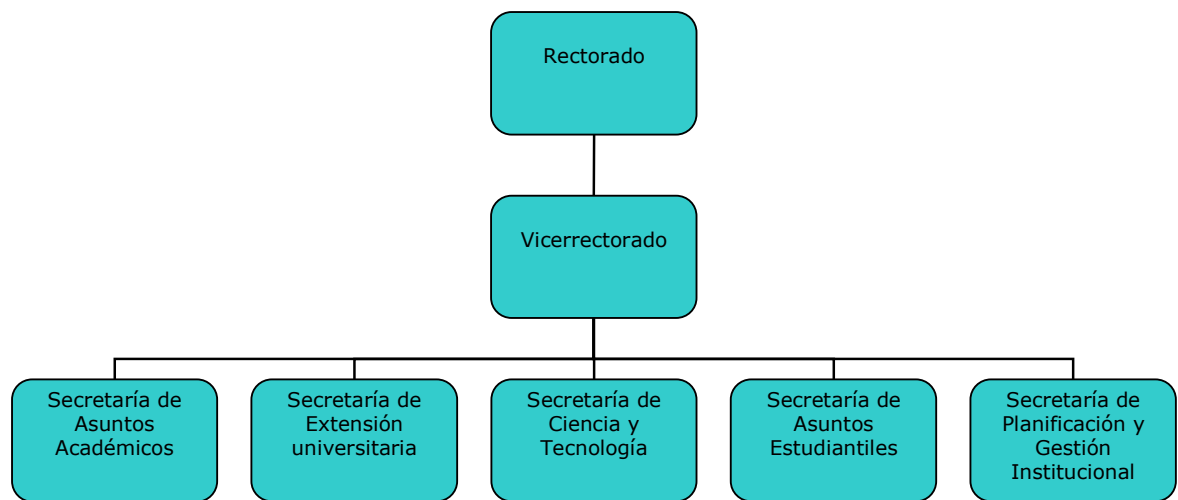 Rectorado
Vicerrectorado
Secretaría de
Asuntos
Académicos
Secretaría de
Extensión
universitaria
Secretaría de
Ciencia y
Tecnología
Secretaría de
Asuntos
Estudiantiles
Secretaría de
Planificación y
Gestión
Institucional